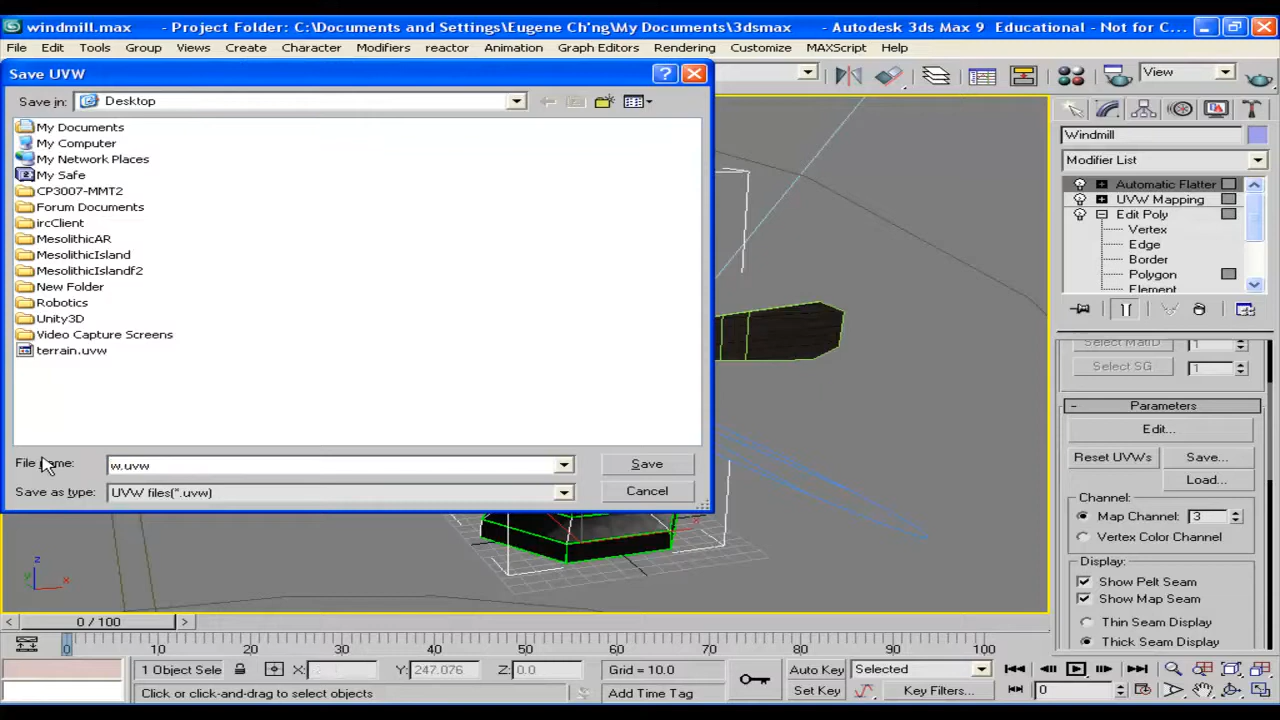 windmill.max - Project Folder: C:\Documents and Settings\Eugene Ch'ng\My Documents\3dsmax - Autodesk 3ds Max 9 Educational - Not for C...
File Edit Tools Group Views Create Character Modifiers reactor Animation Graph Editors Rendering Customize MAXScript Help
Save UVW
View
Save in: Desktop
My Documents
My Computer
My Network Places
My Safe
CP3007-MMT2
Forum Documents
ircClient
MesolithicAR
MesolithicIsland
MesolithicIslandf2
New Folder
Robotics
Unity3D
Video Capture Screens
terrain.uvw
File name: w.uvw Save
Save as type: UVW files(*.uvw) Cancel
Windmill
Modifier List
Automatic Flatter
UVW Mapping
Edit Poly
Vertex
Edge
Border
Polygon
Element
Select MatID 1
Select SG 1
Parameters
Edit...
Reset UVWs Save...
Load...
Channel:
Map Channel: 3
Vertex Color Channel
Display:
Show Pelt Seam
Show Map Seam
Thin Seam Display
Thick Seam Display
z
y x
x
< 0 / 100 >
0 10 20 30 40 50 60 70 80 90 100
1 Object Sele X: Y: 247.076 Z: 0.0 Grid = 10.0 Auto Key Selected
Click or click-and-drag to select objects Add Time Tag Set Key Key Filters... 0